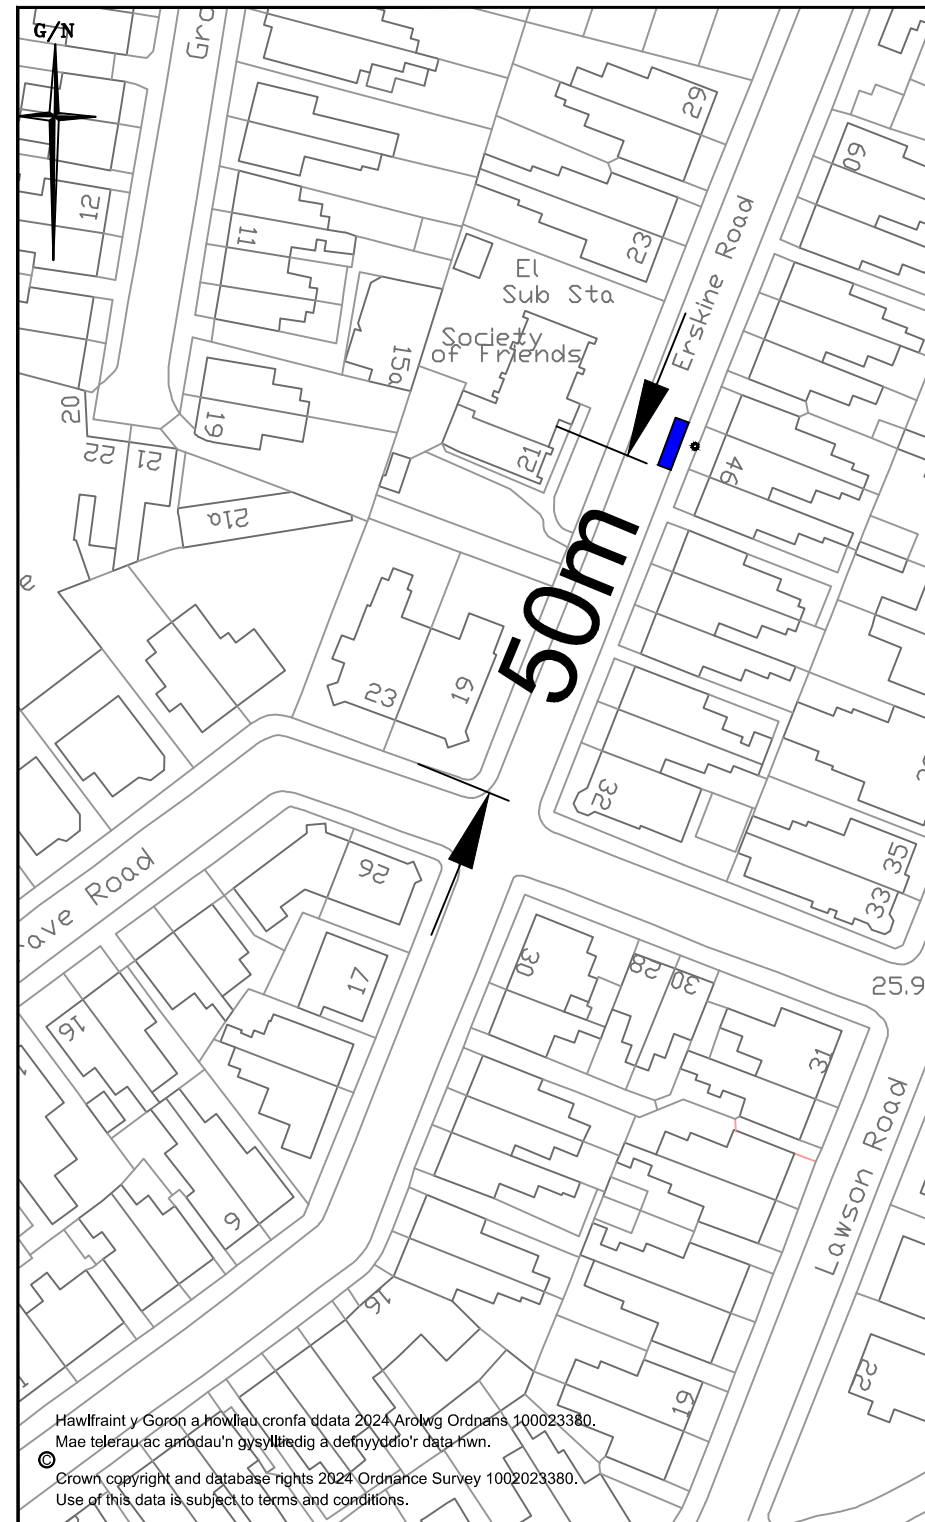 G/N
Gro
29
60
12
11
23
Erskine Road
El
Sub Sta
Society
of Friends
15a
20
19
22
21
21
46
21a
50m
23
19
32
26
35
33
ave Road
17
30
28
30
25.9
16
31
Lawson Road
9
16
22
19
Hawlfraint y Goron a howliau cronfa ddata 2024 Arolwg Ordnans 100023380.
Mae telerau ac amodau'n gysylltiedig a defnyddio'r data hwn.
©
Crown copyright and database rights 2024 Ordnance Survey 1002023380.
Use of this data is subject to terms and conditions.